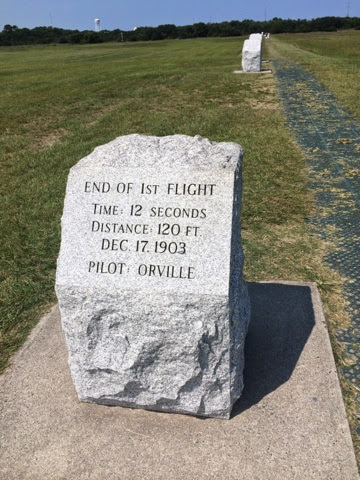 END OF 1ST FLIGHT
TIME: 12 SECONDS
DISTANCE: 120 FT.
DEC. 17, 1903
PILOT: ORVILLE